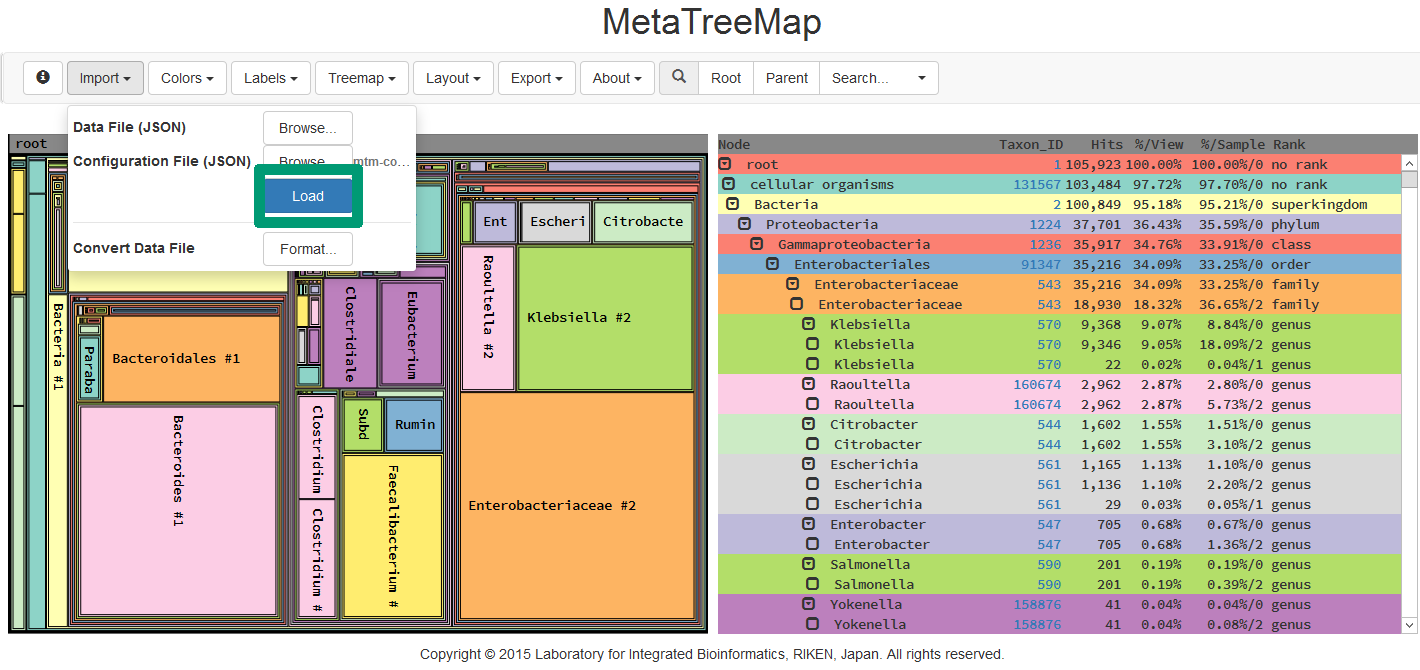 MetaTreeMap
Import Colors Labels Treemap Layout Export About Root Parent Search...
Data File (JSON) Browse...
Configuration File (JSON) Browse... mtm-co...
Load
Convert Data File Format...
root
Bacteria #1
Paraba
Bacteroidales #1
Bacteroides #1
Clostridiale
Eubacterium
Clostridium
Clostridium #
Subd
Rumin
Faecalibacterium #
Ent
Escheri
Citrobacte
Raoultella #2
Klebsiella #2
Enterobacteriaceae #2
Node Taxon_ID Hits %/View %/Sample Rank
root 1 105,923 100.00% 100.00%/0 no rank
cellular organisms 131567 103,484 97.72% 97.70%/0 no rank
Bacteria 2 100,849 95.18% 95.21%/0 superkingdom
Proteobacteria 1224 37,701 36.43% 35.59%/0 phylum
Gammaproteobacteria 1236 35,917 34.76% 33.91%/0 class
Enterobacteriales 91347 35,216 34.09% 33.25%/0 order
Enterobacteriaceae 543 35,216 34.09% 33.25%/0 family
Enterobacteriaceae 543 18,930 18.32% 36.65%/2 family
Klebsiella 570 9,368 9.07% 8.84%/0 genus
Klebsiella 570 9,346 9.05% 18.09%/2 genus
Klebsiella 570 22 0.02% 0.04%/1 genus
Raoultella 160674 2,962 2.87% 2.80%/0 genus
Raoultella 160674 2,962 2.87% 5.73%/2 genus
Citrobacter 544 1,602 1.55% 1.51%/0 genus
Citrobacter 544 1,602 1.55% 3.10%/2 genus
Escherichia 561 1,165 1.13% 1.10%/0 genus
Escherichia 561 1,136 1.10% 2.20%/2 genus
Escherichia 561 29 0.03% 0.05%/1 genus
Enterobacter 547 705 0.68% 0.67%/0 genus
Enterobacter 547 705 0.68% 1.36%/2 genus
Salmonella 590 201 0.19% 0.19%/0 genus
Salmonella 590 201 0.19% 0.39%/2 genus
Yokenella 158876 41 0.04% 0.04%/0 genus
Yokenella 158876 41 0.04% 0.08%/2 genus
Copyright © 2015 Laboratory for Integrated Bioinformatics, RIKEN, Japan. All rights reserved.